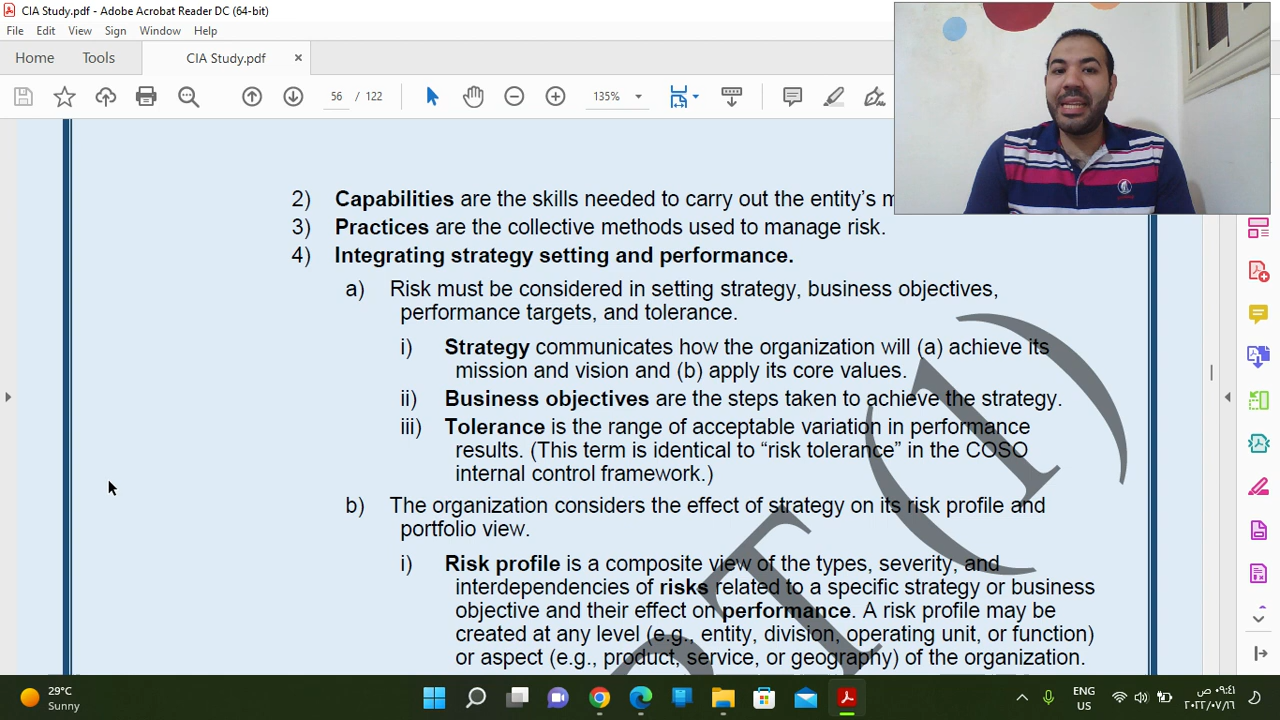 CIA Study.pdf - Adobe Acrobat Reader DC (64-bit)
File Edit View Sign Window Help
Home Tools CIA Study.pdf ×
56 / 122 135%
2) Capabilities are the skills needed to carry out the entity's
3) Practices are the collective methods used to manage risk.
4) Integrating strategy setting and performance.
a) Risk must be considered in setting strategy, business objectives,
performance targets, and tolerance.
i) Strategy communicates how the organization will (a) achieve its
mission and vision and (b) apply its core values.
ii) Business objectives are the steps taken to achieve the strategy.
iii) Tolerance is the range of acceptable variation in performance
results. (This term is identical to “risk tolerance” in the COSO
internal control framework.)
b) The organization considers the effect of strategy on its risk profile and
portfolio view.
i) Risk profile is a composite view of the types, severity, and
interdependencies of risks related to a specific strategy or business
objective and their effect on performance. A risk profile may be
created at any level (e.g., entity, division, operating unit, or function)
or aspect (e.g., product, service, or geography) of the organization.
PT (1)
29°C
Sunny
ENG
US
٠٩:٤١ ص
٢٠٢٢/٠٧/١٦